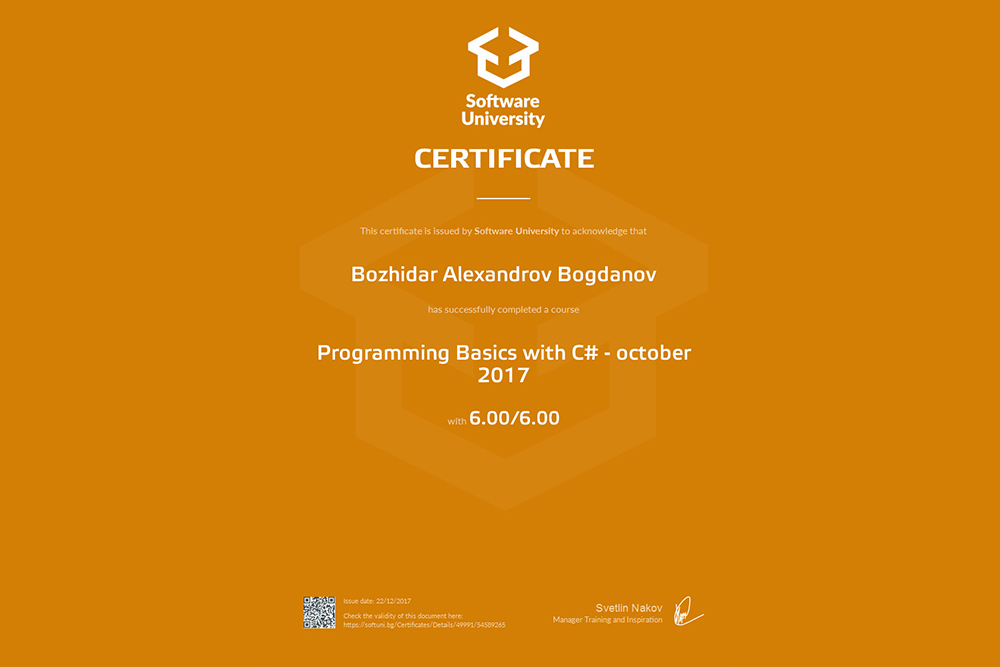 Software
University
CERTIFICATE
This certificate is issued by Software University to acknowledge that
Bozhidar Alexandrov Bogdanov
has successfully completed a course
Programming Basics with C# - october
2017
with 6.00/6.00
Issue date: 22/12/2017
Check the validity of this document here:
https://softuni.bg/Certificates/Details/49991/54589265
Svetlin Nakov
Manager Training and Inspiration